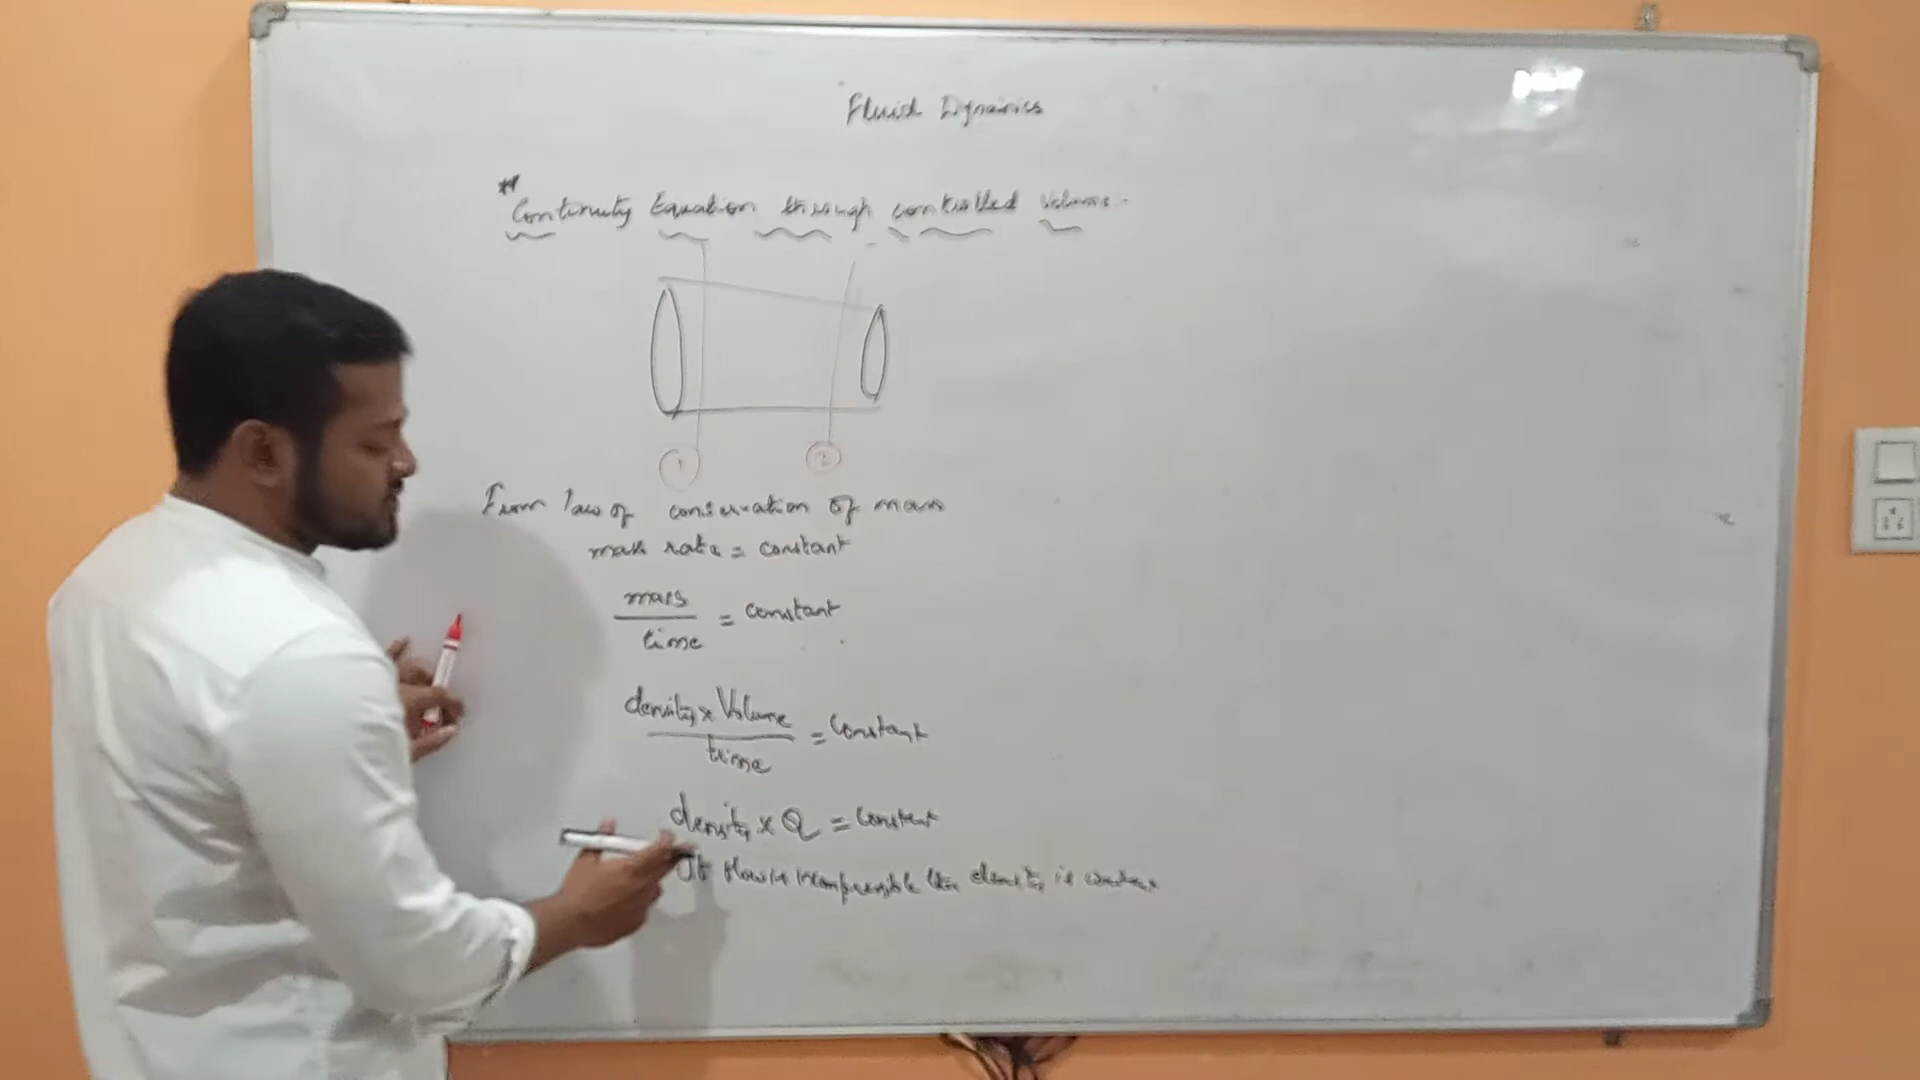 Fluid Dynamics
* Continuity Equation through controlled volume:-
1 2
From law of conservation of mass
mass rate = constant
mass
time = constant
density x Volume
time = constant
density x Q = constant
If flow is incompressible then density is constant